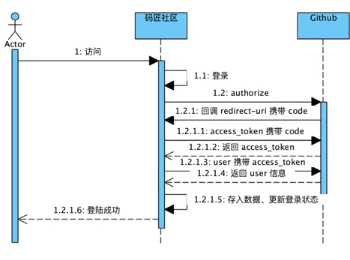 码匠社区
Github
Actor
1: 访问
1.1: 登录
1.2: authorize
1.2.1: 回调 redirect-uri 携带 code
1.2.1.1: access_token 携带 code
1.2.1.2: 返回 access_token
1.2.1.3: user 携带 access_token
1.2.1.4: 返回 user 信息
1.2.1.5: 存入数据、更新登录状态
1.2.1.6: 登陆成功